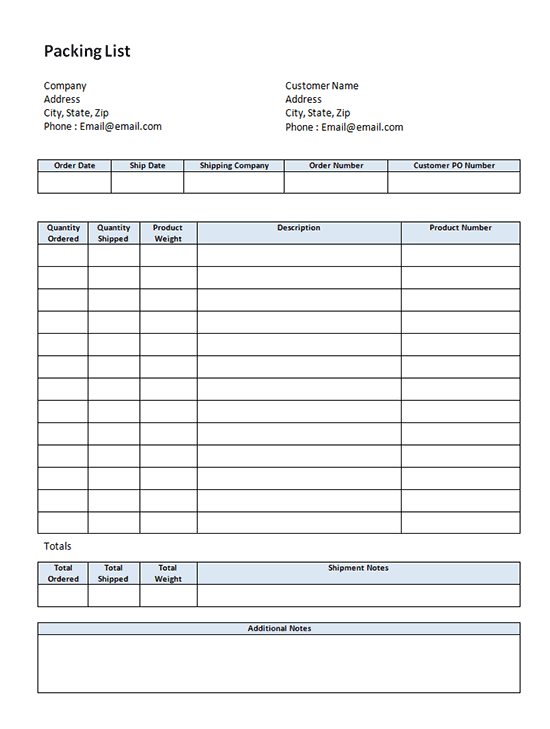 Packing List
Company
Address
City, State, Zip
Phone : Email@email.com
Customer Name
Address
City, State, Zip
Phone : Email@email.com
Order Date Ship Date Shipping Company Order Number Customer PO Number
Quantity Ordered Quantity Shipped Product Weight Description Product Number
Totals
Total Ordered Total Shipped Total Weight Shipment Notes
Additional Notes